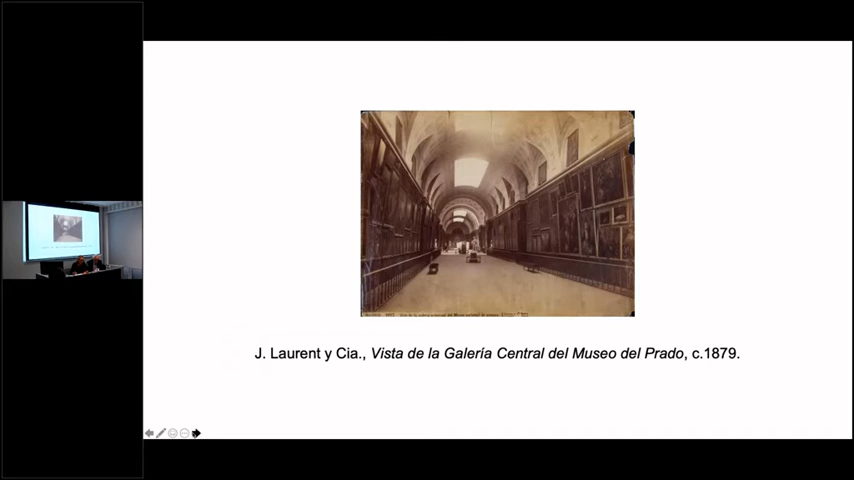 J. Laurent y Cia., Vista de la Galería Central del Museo del Prado, c.1879.